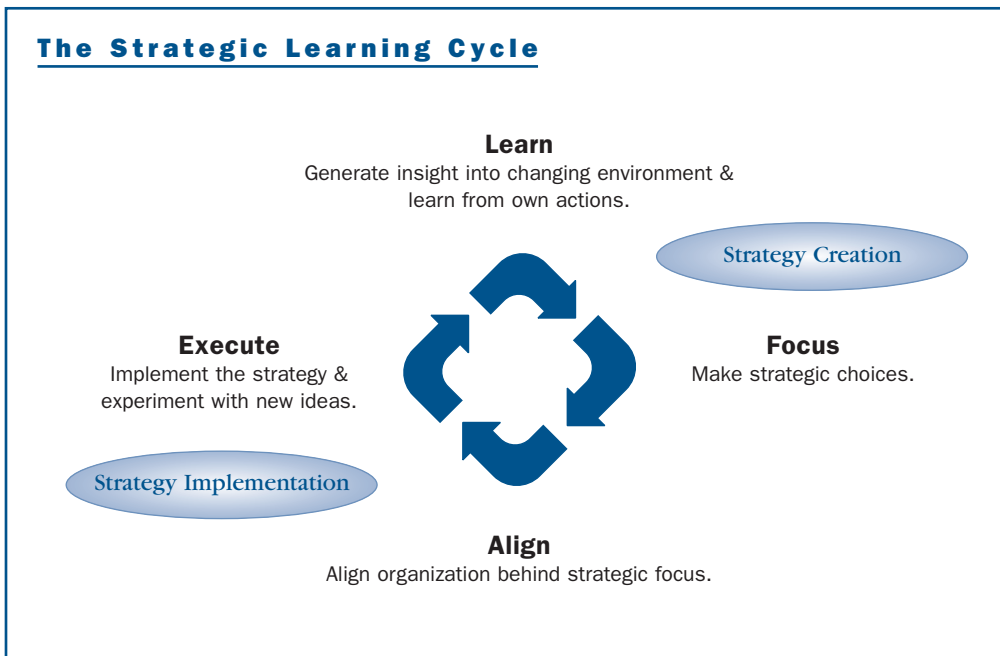 The Strategic Learning Cycle
Learn
Generate insight into changing environment &
learn from own actions.
Strategy Creation
Execute
Implement the strategy &
experiment with new ideas.
Focus
Make strategic choices.
Strategy Implementation
Align
Align organization behind strategic focus.